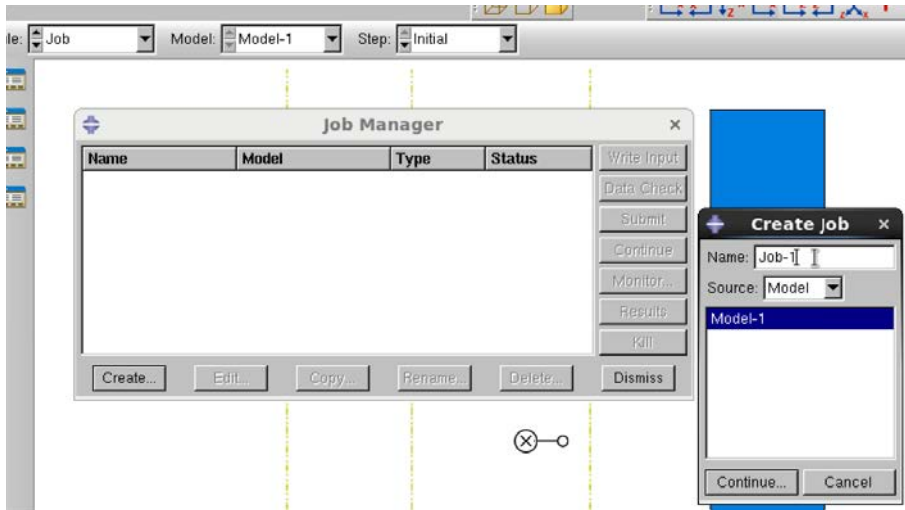 le: Job Model: Model-1 Step: Initial
Job Manager
Name Model Type Status
Write Input
Data Check
Submit
Continue
Monitor...
Results
Kill
Create... Edit... Copy... Rename... Delete... Dismiss
Create Job
Name: Job-1
Source: Model
Model-1
Continue... Cancel